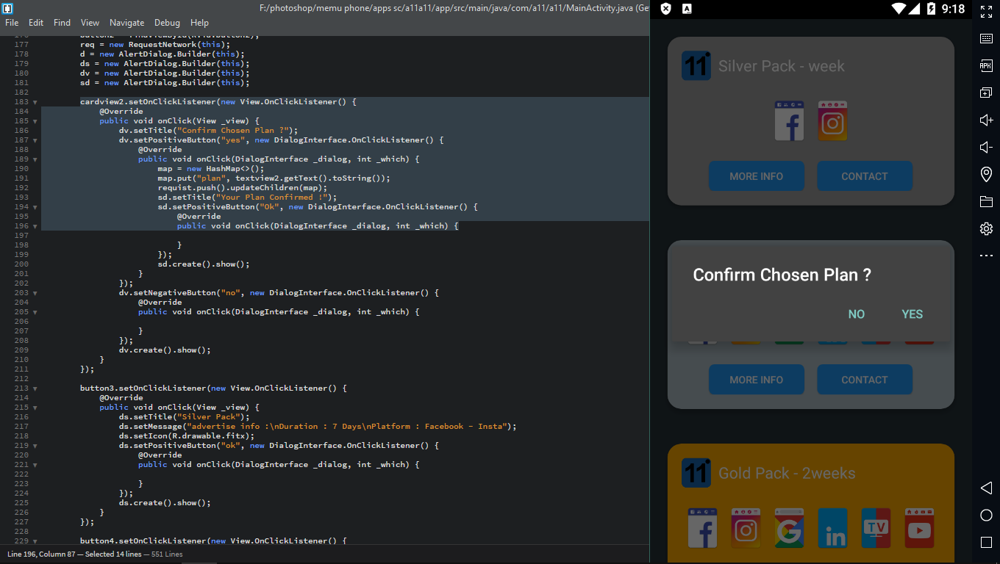 F:/photoshop/memu phone/apps sc/a11a11/app/src/main/java/com/a11/a11/MainActivity.java (Ge
File Edit Find View Navigate Debug Help
177 req = new RequestNetwork(this);
178 d = new AlertDialog.Builder(this);
179 ds = new AlertDialog.Builder(this);
180 dv = new AlertDialog.Builder(this);
181 sd = new AlertDialog.Builder(this);
182
183 cardview2.setOnClickListener(new View.OnClickListener() {
184 @Override
185 public void onClick(View _view) {
186 dv.setTitle("Confirm Chosen Plan ?");
187 dv.setPositiveButton("yes", new DialogInterface.OnClickListener() {
188 @Override
189 public void onClick(DialogInterface _dialog, int _which) {
190 map = new HashMap<>();
191 map.put("plan", textview2.getText().toString());
192 requist.push().updateChildren(map);
193 sd.setTitle("Your Plan Confirmed !");
194 sd.setPositiveButton("Ok", new DialogInterface.OnClickListener() {
195 @Override
196 public void onClick(DialogInterface _dialog, int _which) {
197
198 }
199 });
200 sd.create().show();
201 }
202 });
203 dv.setNegativeButton("no", new DialogInterface.OnClickListener() {
204 @Override
205 public void onClick(DialogInterface _dialog, int _which) {
206
207 }
208 });
209 dv.create().show();
210 }
211 });
212
213 button3.setOnClickListener(new View.OnClickListener() {
214 @Override
215 public void onClick(View _view) {
216 ds.setTitle("Silver Pack");
217 ds.setMessage("advertise info :\nDuration : 7 Days\nPlatform : Facebook - Insta");
218 ds.setIcon(R.drawable.fitx);
219 ds.setPositiveButton("ok", new DialogInterface.OnClickListener() {
220 @Override
221 public void onClick(DialogInterface _dialog, int _which) {
222
223 }
224 });
225 ds.create().show();
226 }
227 });
228
229 button4.setOnClickListener(new View.OnClickListener() {
Line 196, Column 87 — Selected 14 lines — 551 Lines
A 9:18
11 Silver Pack - week
f
MORE INFO CONTACT
Confirm Chosen Plan ?
NO YES
MORE INFO CONTACT
11 Gold Pack - 2weeks
f G in TV
APK